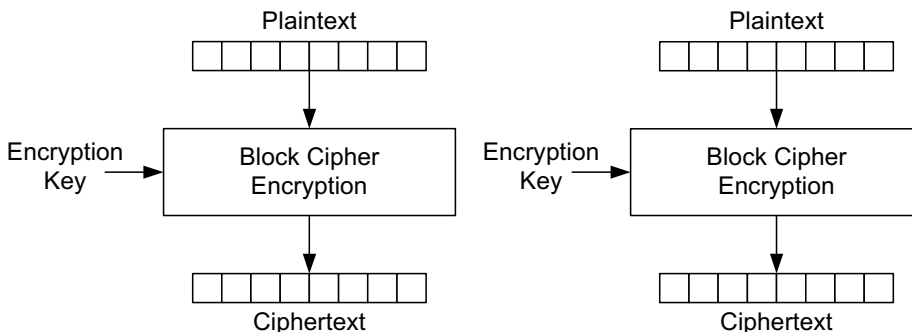 Plaintext
Encryption
Key
Block Cipher
Encryption
Ciphertext
Plaintext
Encryption
Key
Block Cipher
Encryption
Ciphertext